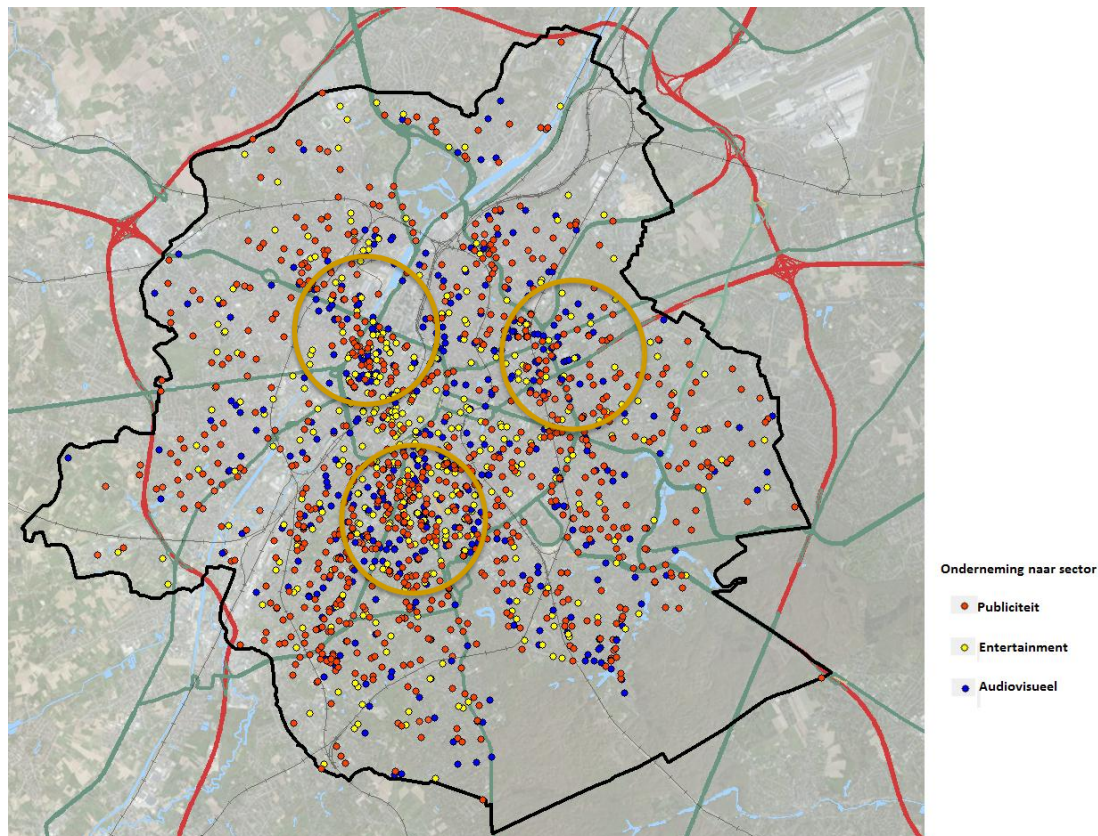 Onderneming naar sector
Publiciteit
Entertainment
Audiovisueel